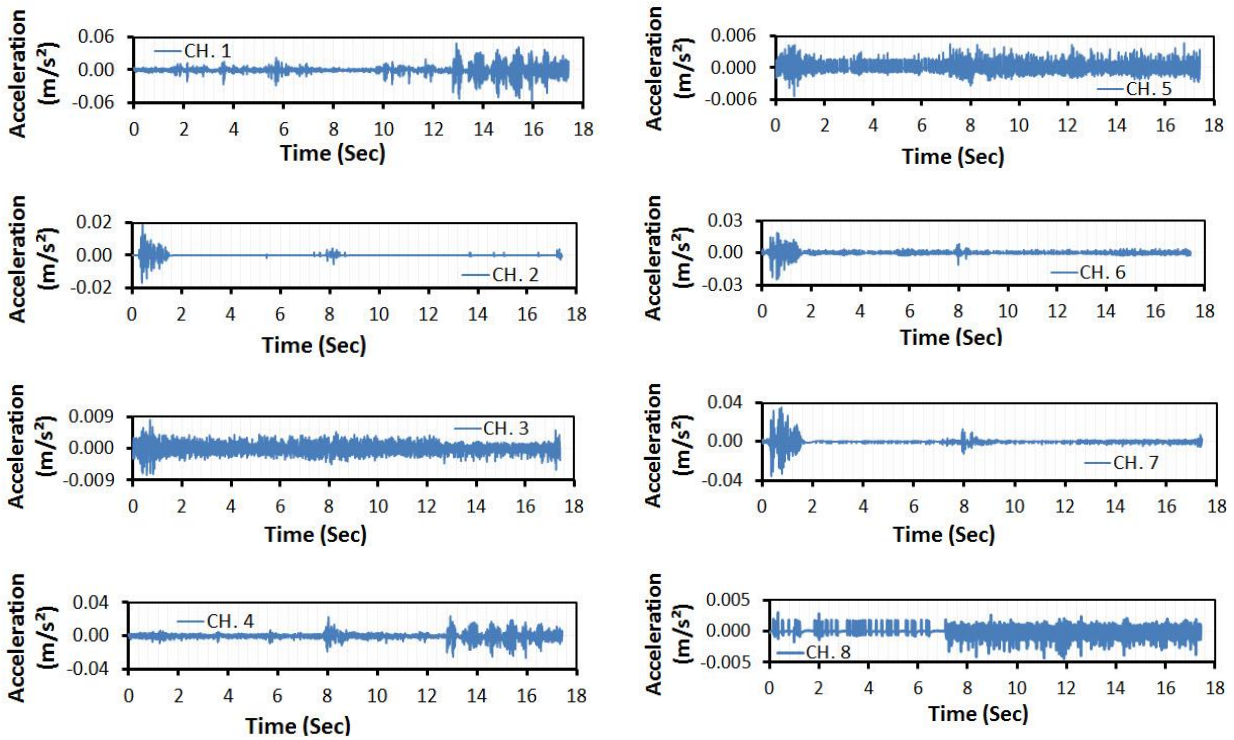 Acceleration
(m/s²)
0.06
0.00
-0.06
CH. 1
0 2 4 6 8 10 12 14 16 18
Time (Sec)
Acceleration
(m/s²)
0.006
0.000
-0.006
CH. 5
0 2 4 6 8 10 12 14 16 18
Time (Sec)
Acceleration
(m/s²)
0.02
0.00
-0.02
CH. 2
0 2 4 6 8 10 12 14 16 18
Time (Sec)
Acceleration
(m/s²)
0.03
0.00
-0.03
CH. 6
0 2 4 6 8 10 12 14 16 18
Time (Sec)
Acceleration
(m/s²)
0.009
0.000
-0.009
CH. 3
0 2 4 6 8 10 12 14 16 18
Time (Sec)
Acceleration
(m/s²)
0.04
0.00
-0.04
CH. 7
0 2 4 6 8 10 12 14 16 18
Time (Sec)
Acceleration
(m/s²)
0.04
0.00
-0.04
CH. 4
0 2 4 6 8 10 12 14 16 18
Time (Sec)
Acceleration
(m/s²)
0.005
0.000
-0.005
CH. 8
0 2 4 6 8 10 12 14 16 18
Time (Sec)